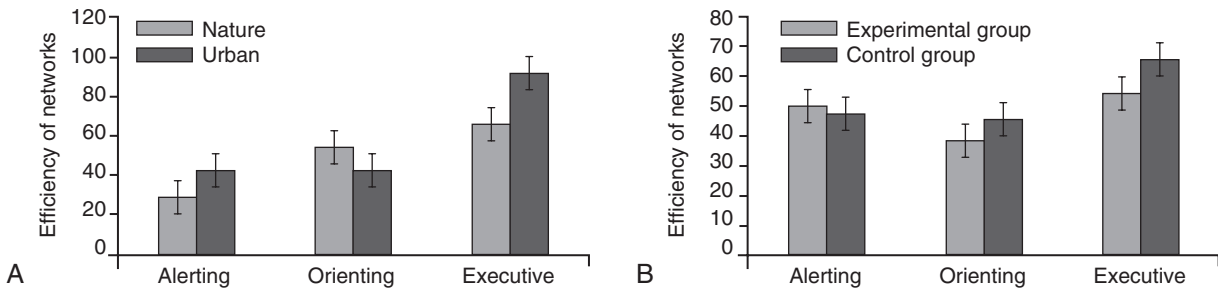 Efficiency of networks
120
100
80
60
40
20
0
Nature
Urban
Alerting Orienting Executive
A
Efficiency of networks
80
70
60
50
40
30
20
10
0
Experimental group
Control group
Alerting Orienting Executive
B